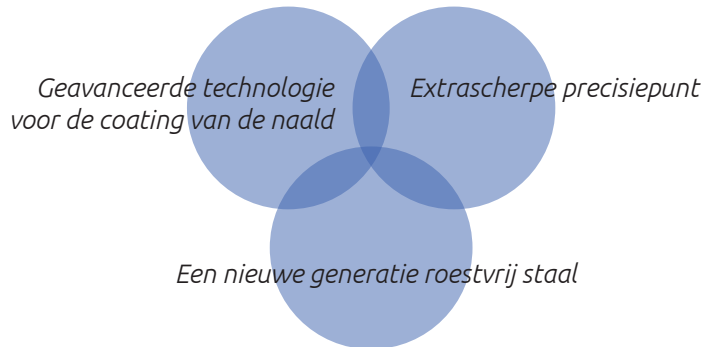 Geavanceerde technologie
voor de coating van de naald
Extrascherpe precisiepunt
Een nieuwe generatie roestvrij staal